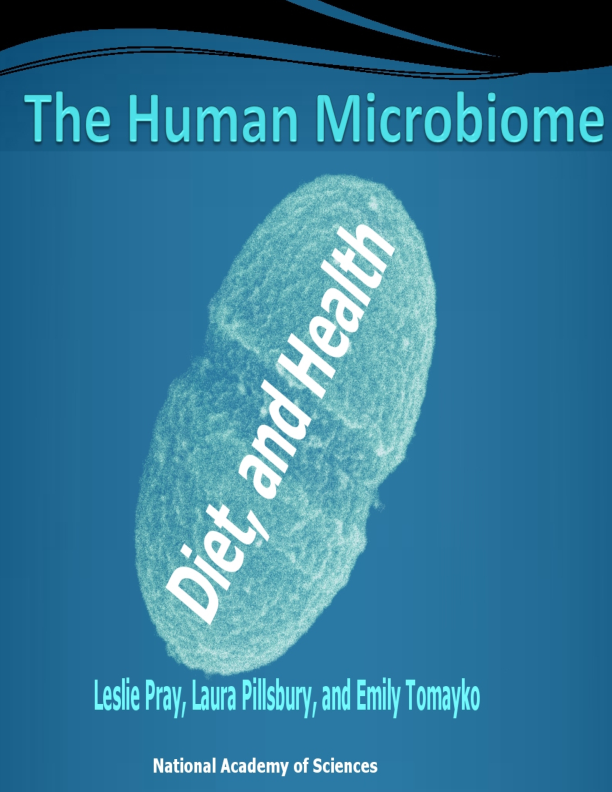 The Human Microbiome
Diet, and Health
Leslie Pray, Laura Pillsbury, and Emily Tomayko
National Academy of Sciences